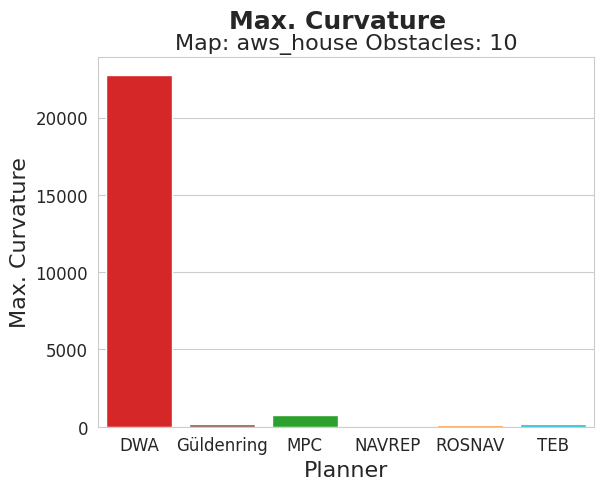 Max. Curvature
Map: aws_house Obstacles: 10
Max. Curvature
20000
15000
10000
5000
0
DWA Güldenring MPC NAVREP ROSNAV TEB
Planner